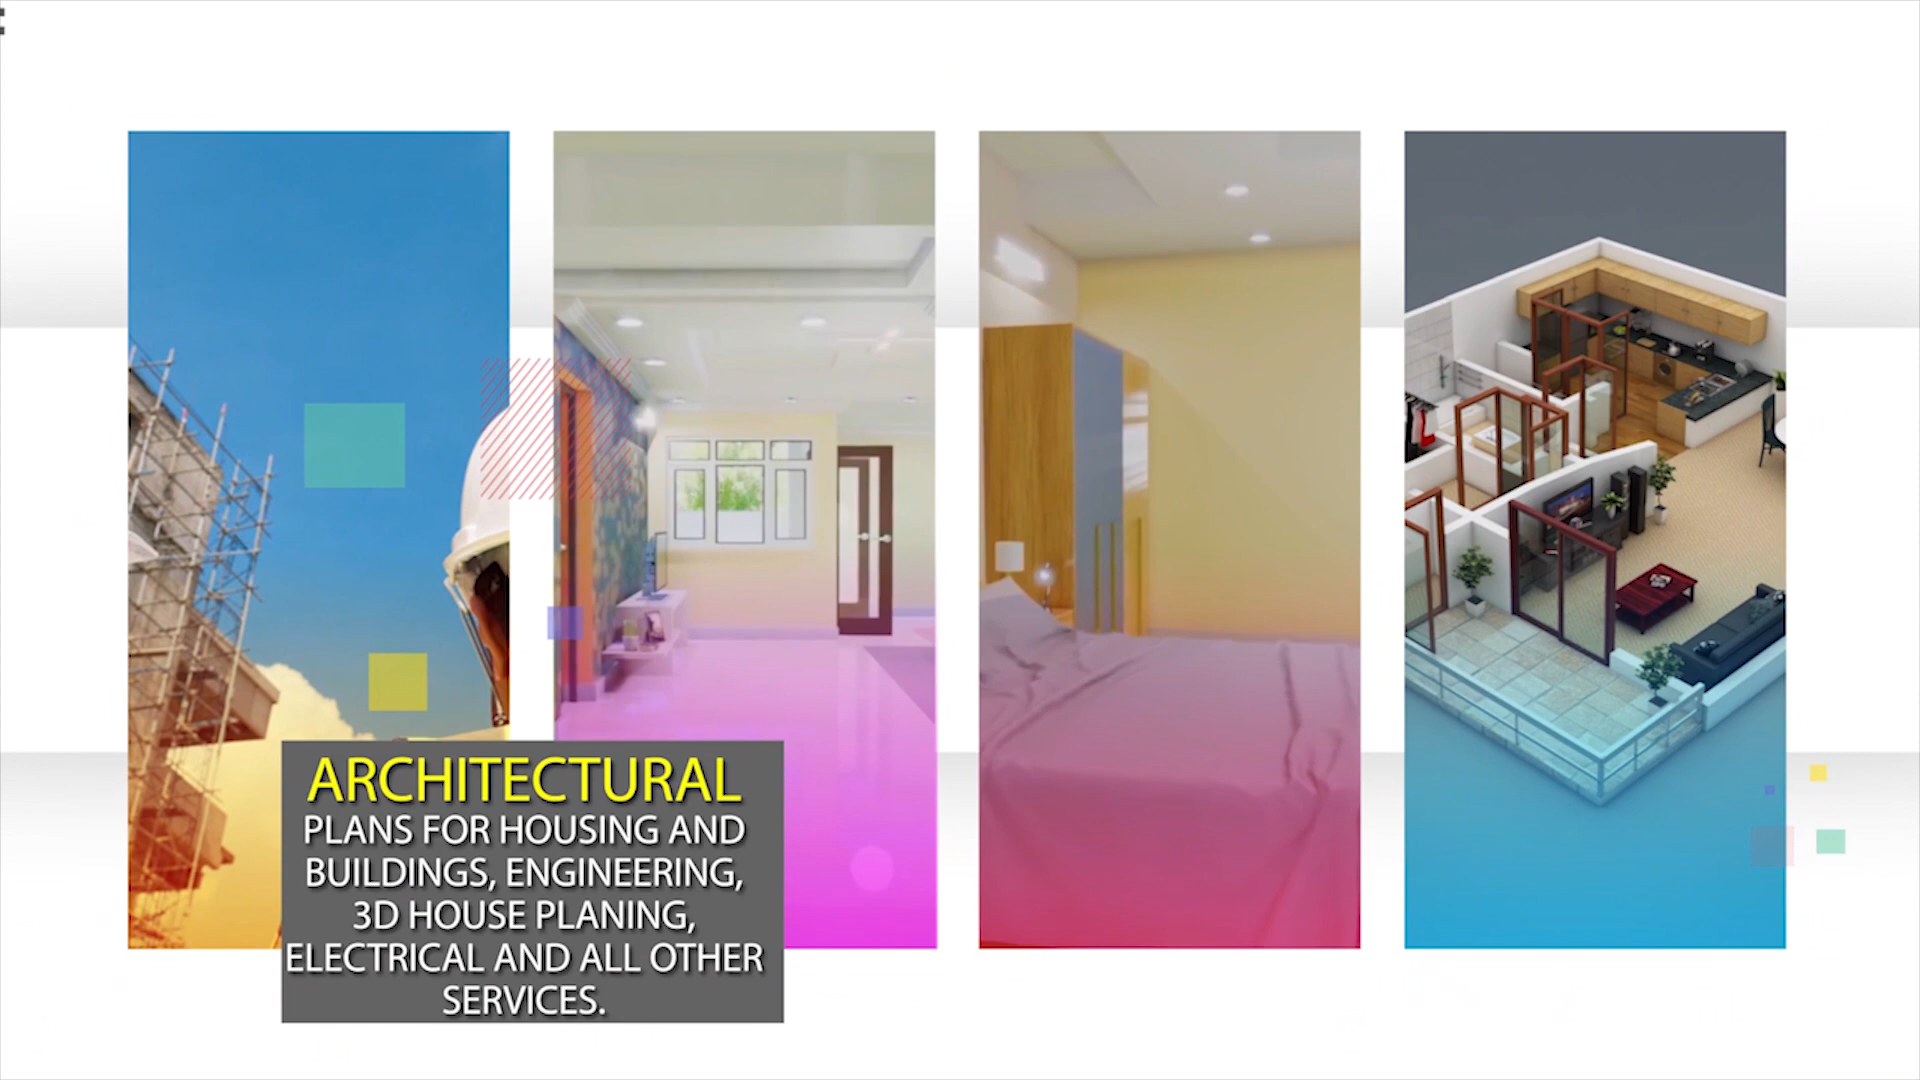 ARCHITECTURAL
PLANS FOR HOUSING AND
BUILDINGS, ENGINEERING,
3D HOUSE PLANING,
ELECTRICAL AND ALL OTHER
SERVICES.